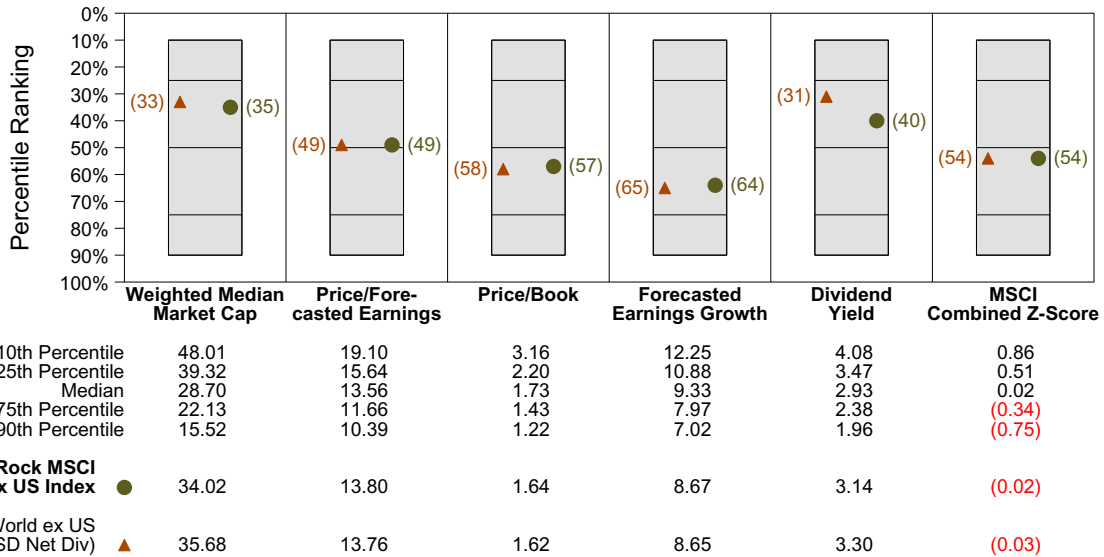 Percentile Ranking
0%
10%
20%
30%
40%
50%
60%
70%
80%
90%
100%
(33) (35)
(49) (49)
(58) (57)
(65) (64)
(31) (40)
(54) (54)
Weighted Median Market Cap
Price/Fore-casted Earnings
Price/Book
Forecasted Earnings Growth
Dividend Yield
MSCI Combined Z-Score
10th Percentile 48.01 19.10 3.16 12.25 4.08 0.86
25th Percentile 39.32 15.64 2.20 10.88 3.47 0.51
Median 28.70 13.56 1.73 9.33 2.93 0.02
75th Percentile 22.13 11.66 1.43 7.97 2.38 (0.34)
90th Percentile 15.52 10.39 1.22 7.02 1.96 (0.75)
Rock MSCI
x US Index 34.02 13.80 1.64 8.67 3.14 (0.02)
World ex US
SD Net Div) 35.68 13.76 1.62 8.65 3.30 (0.03)